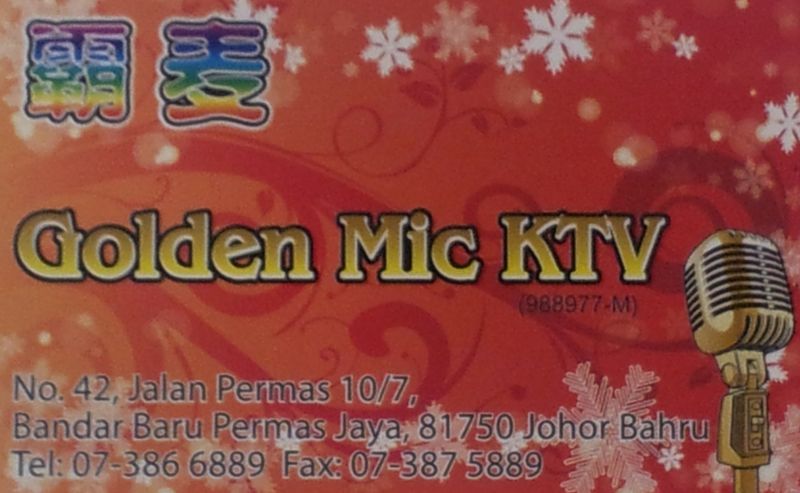 霸麦
Golden Mic KTV
(988977-M)
No. 42, Jalan Permas 10/7,
Bandar Baru Permas Jaya, 81750 Johor Bahru
Tel: 07-386 6889 Fax: 07-387 5889